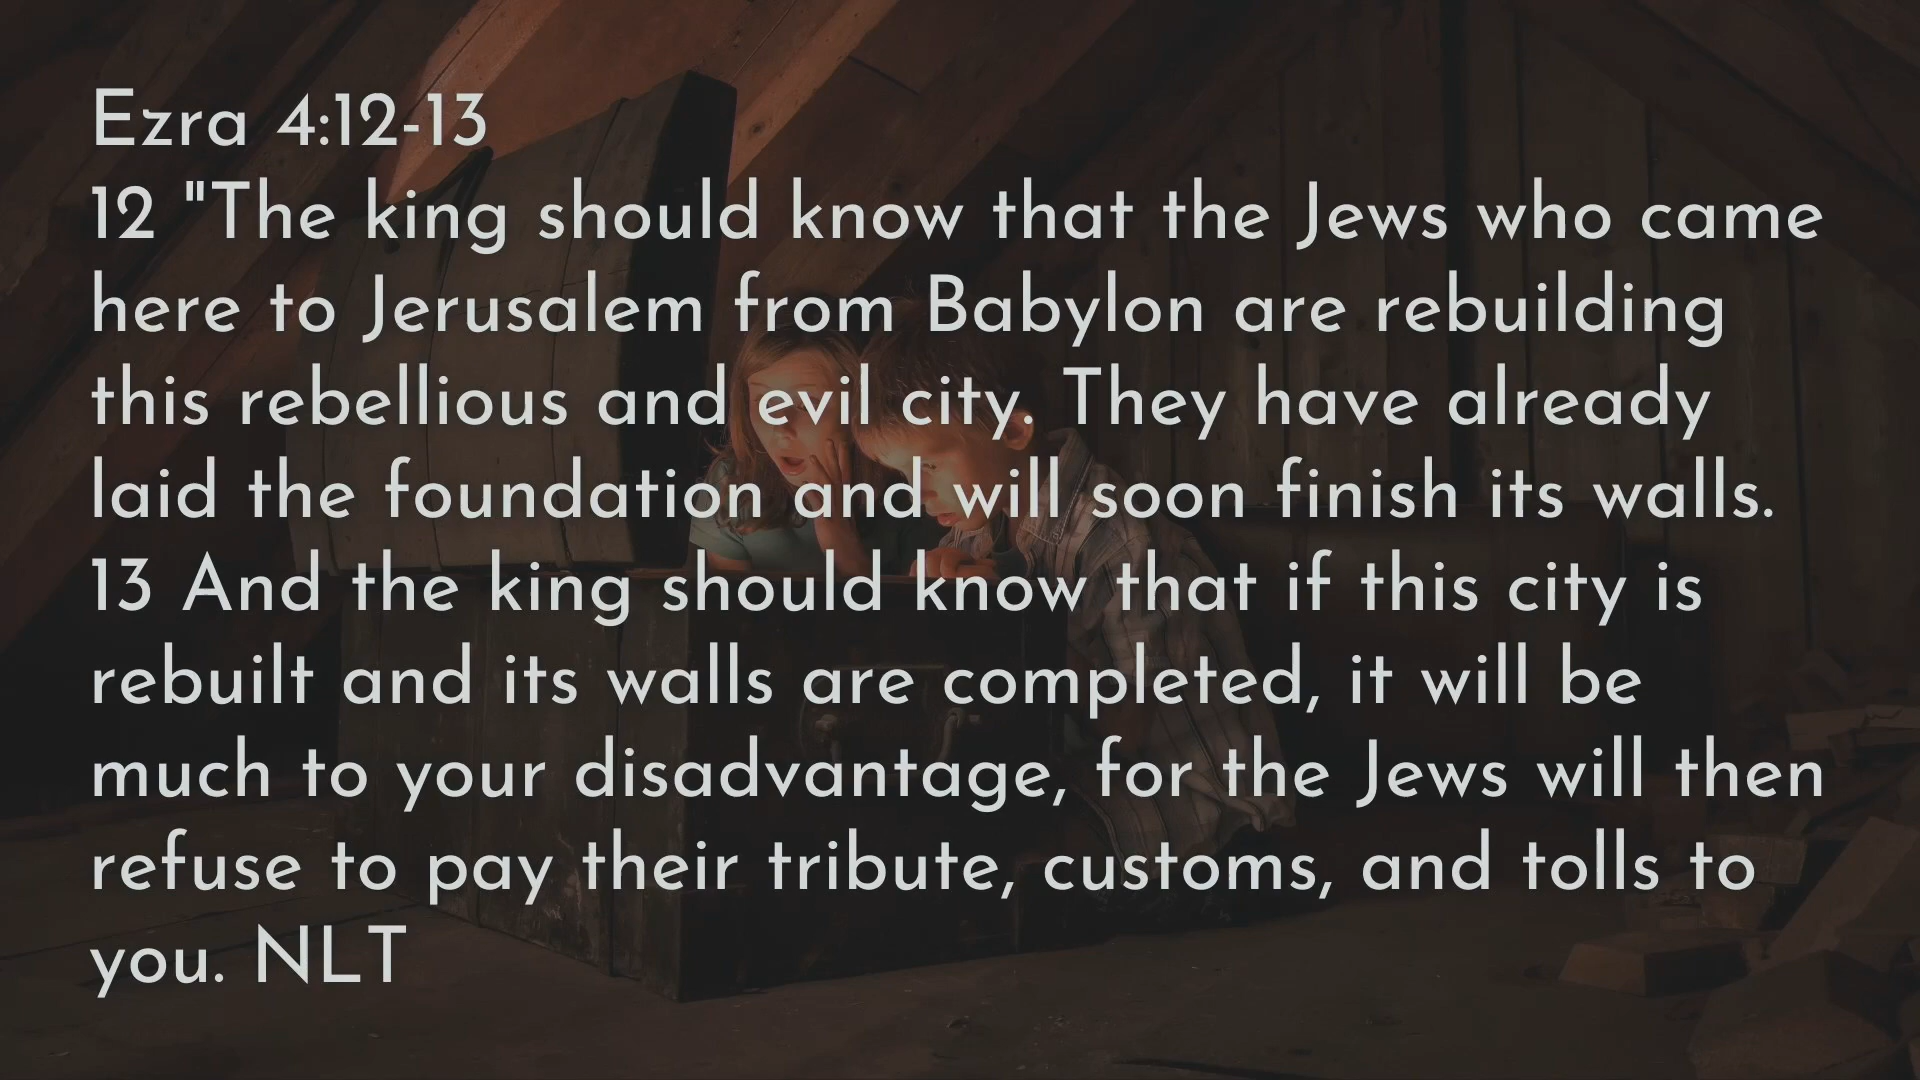 Ezra 4:12-13
12 "The king should know that the Jews who came
here to Jerusalem from Babylon are rebuilding
this rebellious and evil city. They have already
laid the foundation and will soon finish its walls.
13 And the king should know that if this city is
rebuilt and its walls are completed, it will be
much to your disadvantage, for the Jews will then
refuse to pay their tribute, customs, and tolls to
you. NLT